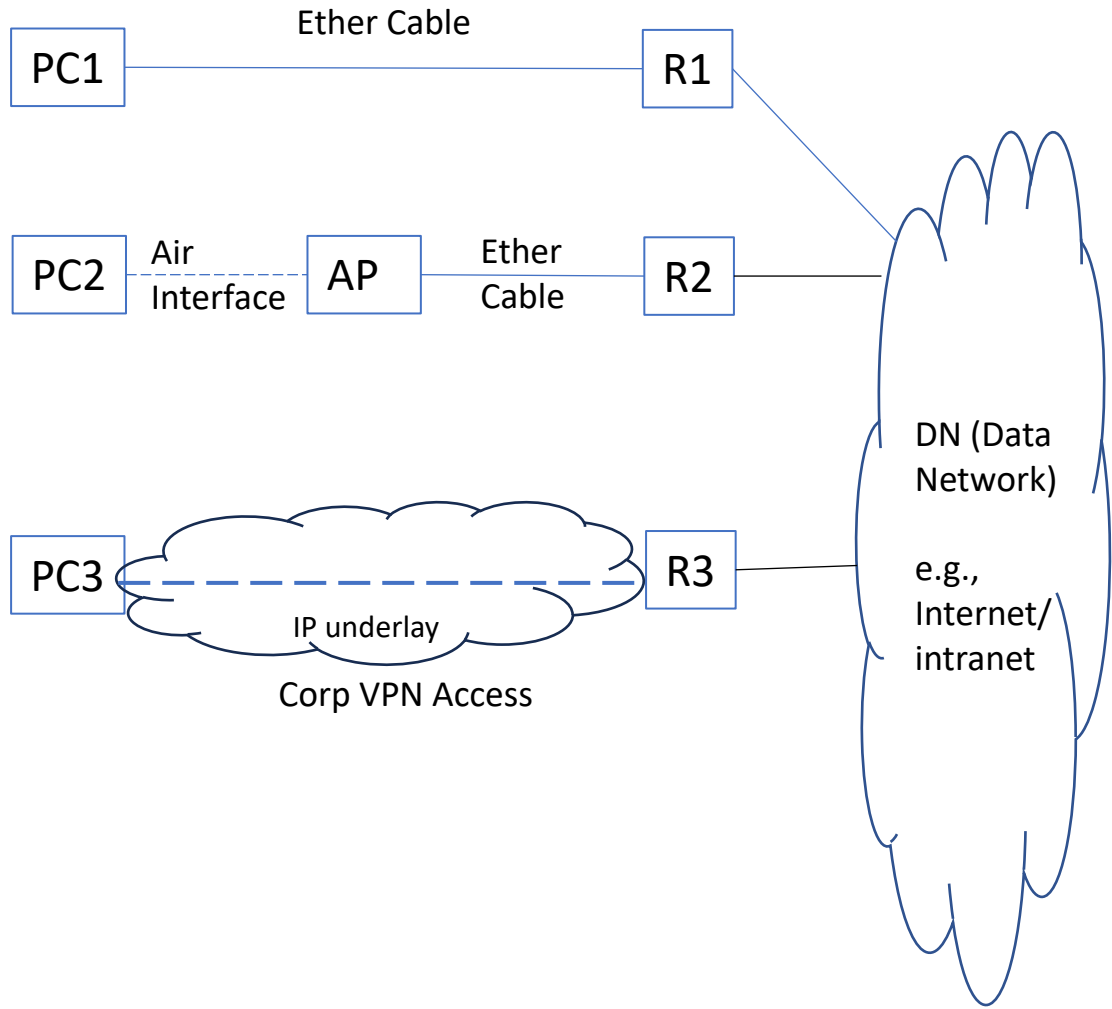 Ether Cable
PC1
R1
PC2
Air
Interface
AP
Ether
Cable
R2
DN (Data
Network)
e.g.,
Internet/
intranet
PC3
IP underlay
R3
Corp VPN Access